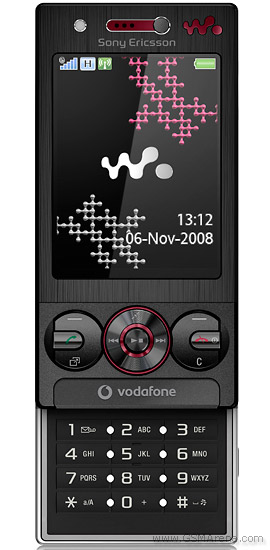 Sony Ericsson
H
13:12
06-Nov-2008
C
vodafone
1 2 ABC 3 DEF
4 GHI 5 JKL 6 MNO
7 PQRS 8 TUV 9 WXYZ
* a/A 0 + #
www.GSMArena.com